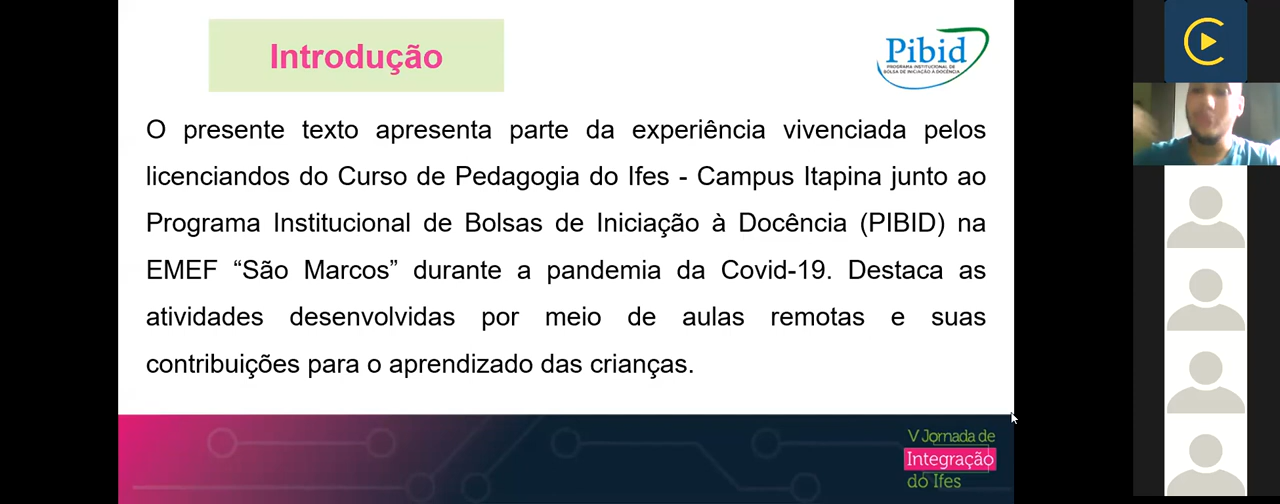 Introdução
Pibid
PROGRAMA INSTITUCIONAL DE
BOLSA DE INICIAÇÃO A DOCÊNCIA
O presente texto apresenta parte da experiência vivenciada pelos
licenciandos do Curso de Pedagogia do Ifes - Campus Itapina junto ao
Programa Institucional de Bolsas de Iniciação à Docência (PIBID) na
EMEF “São Marcos” durante a pandemia da Covid-19. Destaca as
atividades desenvolvidas por meio de aulas remotas e suas
contribuições para o aprendizado das crianças.
V Jornada de
Integração
do Ifes